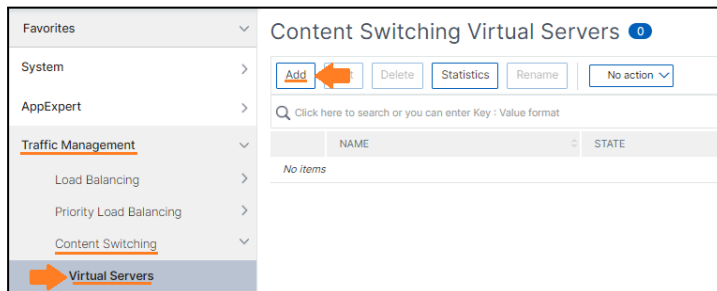 Favorites
System
AppExpert
Traffic Management
Load Balancing
Priority Load Balancing
Content Switching
Virtual Servers
Content Switching Virtual Servers 0
Add Delete Statistics Rename No action
Click here to search or you can enter Key : Value format
NAME STATE
No items